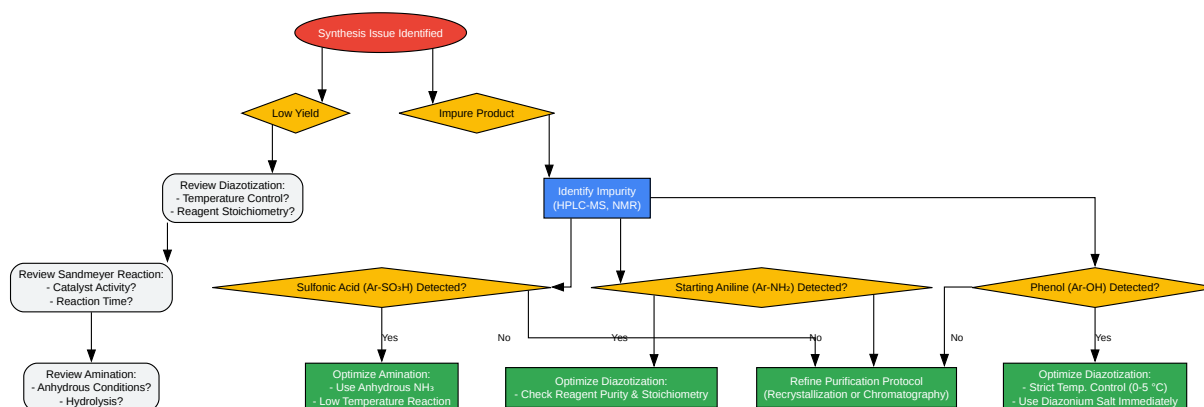 Synthesis Issue Identified
Low Yield
Impure Product
Review Diazotization:
- Temperature Control?
- Reagent Stoichiometry?
Identify Impurity
(HPLC-MS, NMR)
Review Sandmeyer Reaction:
- Catalyst Activity?
- Reaction Time?
Sulfonic Acid (Ar-SO₃H) Detected?
Starting Aniline (Ar-NH₂) Detected?
Phenol (Ar-OH) Detected?
Yes
No
Yes
No
No
Yes
Review Amination:
- Anhydrous Conditions?
- Hydrolysis?
Optimize Amination:
- Use Anhydrous NH₃
- Low Temperature Reaction
Optimize Diazotization:
- Check Reagent Purity & Stoichiometry
Refine Purification Protocol
(Recrystallization or Chromatography)
Optimize Diazotization:
- Strict Temp. Control (0-5 °C)
- Use Diazonium Salt Immediately